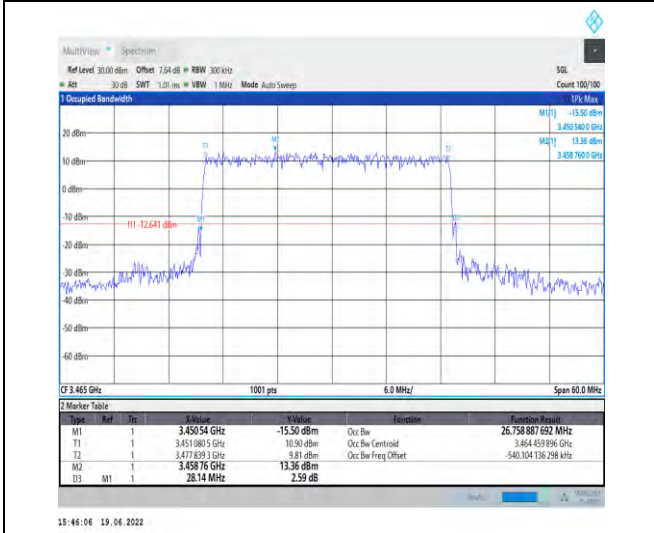 MultiView Spectrum
Ref Level 30.00 dBm Offset 7.64 dB RBW 300 kHz SGL
Att 30 dB SWT 1.01 ms VBW 1 MHz Mode Auto Sweep Count 100/100
1 Occupied Bandwidth 1Pk Max
M1[1] -15.50 dBm
3.450 540 0 GHz
20 dBm M2[1] 13.36 dBm
3.458 760 0 GHz
T1 M2 T2
10 dBm
0 dBm
-10 dBm
H1 -12.641 dBm M1 D3
-20 dBm
-30 dBm
-40 dBm
-50 dBm
-60 dBm
CF 3.465 GHz 1001 pts 6.0 MHz/ Span 60.0 MHz
2 Marker Table
Type Ref Trc X-Value Y-Value Function Function Result
M1 1 3.450 54 GHz -15.50 dBm Occ Bw 26.758 887 692 MHz
T1 1 3.451 080 5 GHz 10.90 dBm Occ Bw Centroid 3.464 459 896 GHz
T2 1 3.477 839 3 GHz 9.81 dBm Occ Bw Freq Offset -540.104 136 298 kHz
M2 1 3.458 76 GHz 13.36 dBm
D3 M1 1 28.14 MHz 2.59 dB
15:46:06 19.06.2022